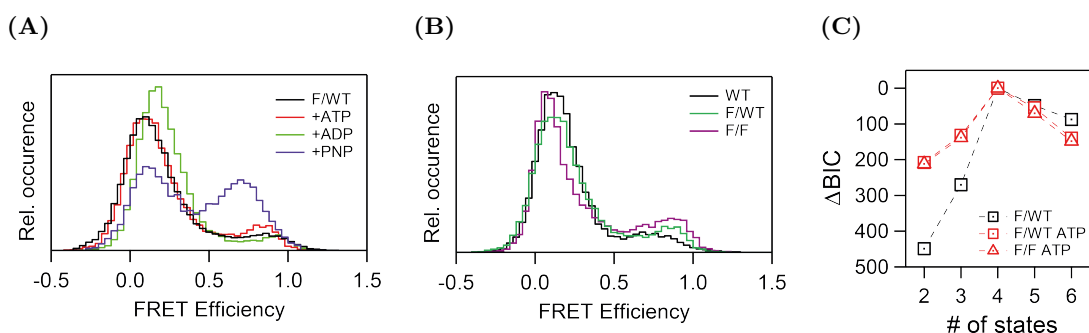 (A)
Rel. occurence
F/WT
+ATP
+ADP
+PNP
-0.5 0.0 0.5 1.0 1.5
FRET Efficiency
(B)
Rel. occurence
WT
F/WT
F/F
-0.5 0.0 0.5 1.0 1.5
FRET Efficiency
(C)
ΔBIC
0
100
200
300
400
500
F/WT
F/WT ATP
F/F ATP
2 3 4 5 6
# of states